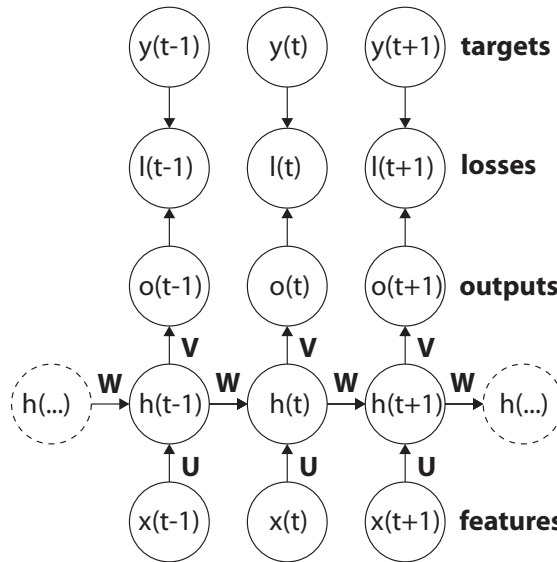 y(t-1) y(t) y(t+1) targets
l(t-1) l(t) l(t+1) losses
o(t-1) o(t) o(t+1) outputs
V V V
W W W W
h(...) h(t-1) h(t) h(t+1) h(...)
U U U
x(t-1) x(t) x(t+1) features